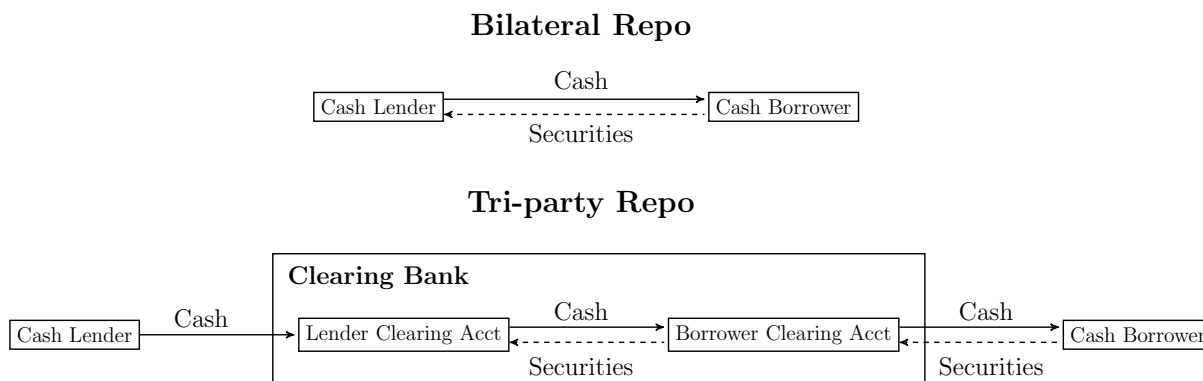 Bilateral Repo
Cash
Cash Lender
Cash Borrower
Securities
Tri-party Repo
Clearing Bank
Cash Lender
Cash
Lender Clearing Acct
Cash
Securities
Borrower Clearing Acct
Cash
Securities
Cash Borrower